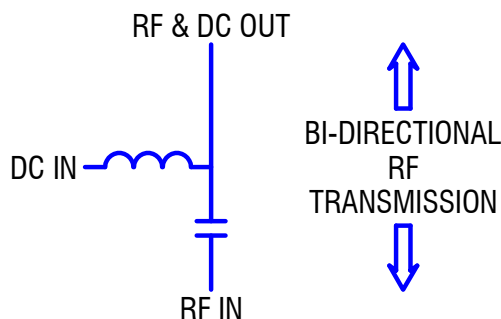 RF & DC OUT
DC IN
RF IN
BI-DIRECTIONAL
RF
TRANSMISSION